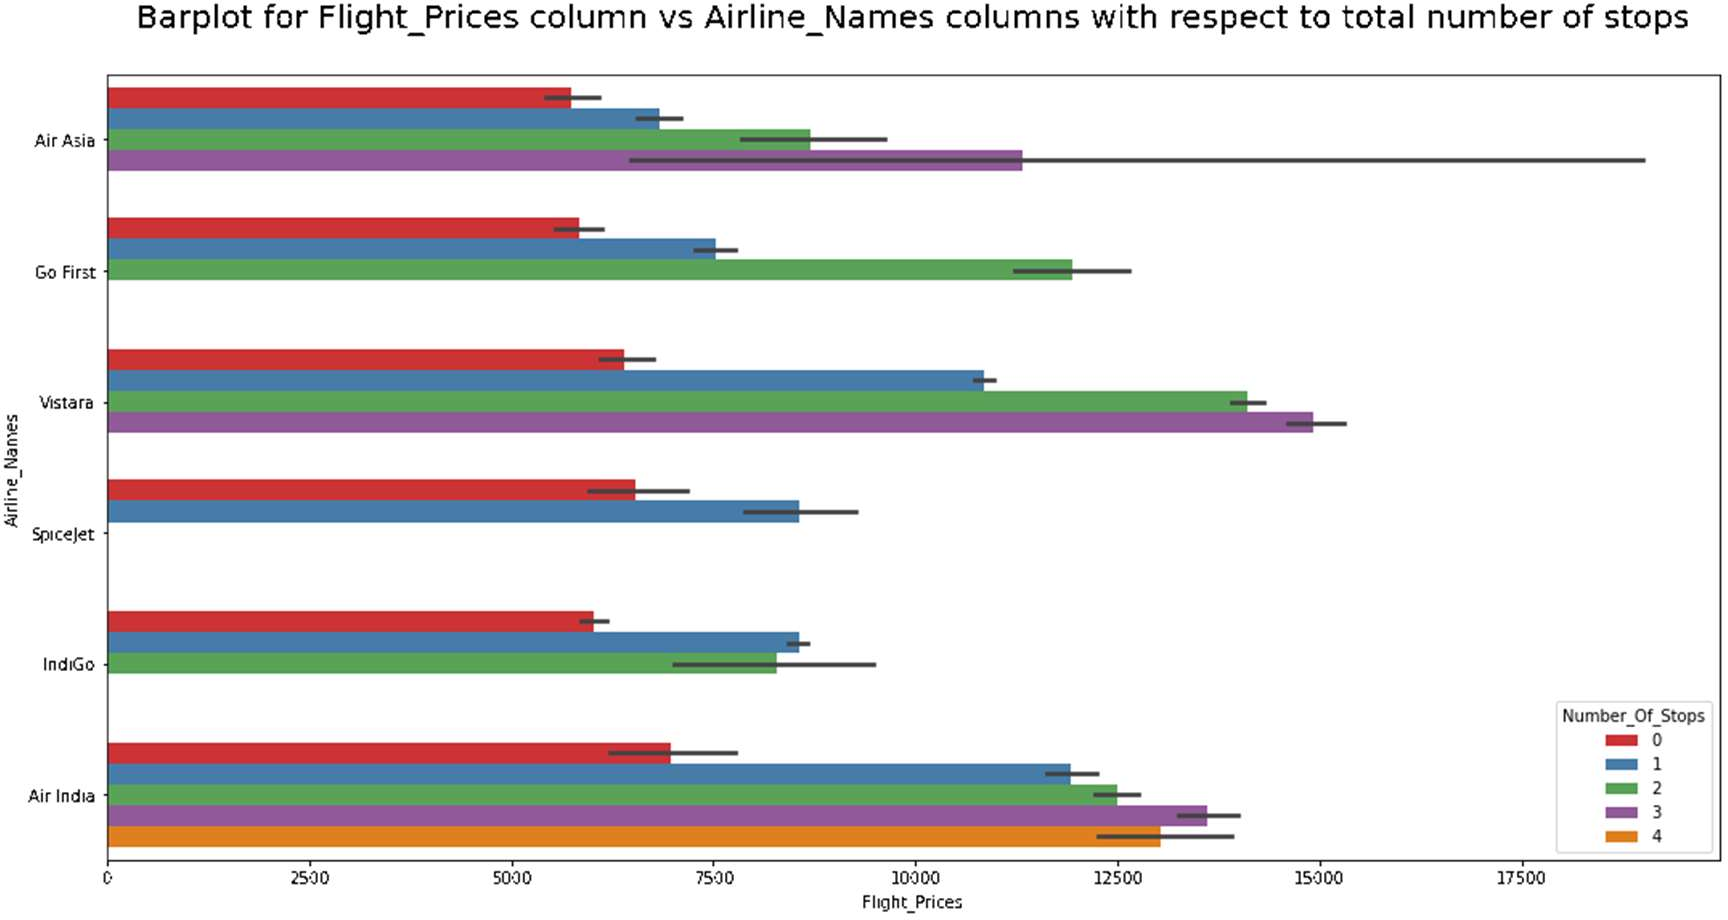 Barplot for Flight_Prices column vs Airline_Names columns with respect to total number of stops
Airline_Names
Air Asia
Go First
Vistara
SpiceJet
IndiGo
Air India
Number_Of_Stops
0
1
2
3
4
0
2500
5000
7500
10000
12500
15000
17500
Flight_Prices